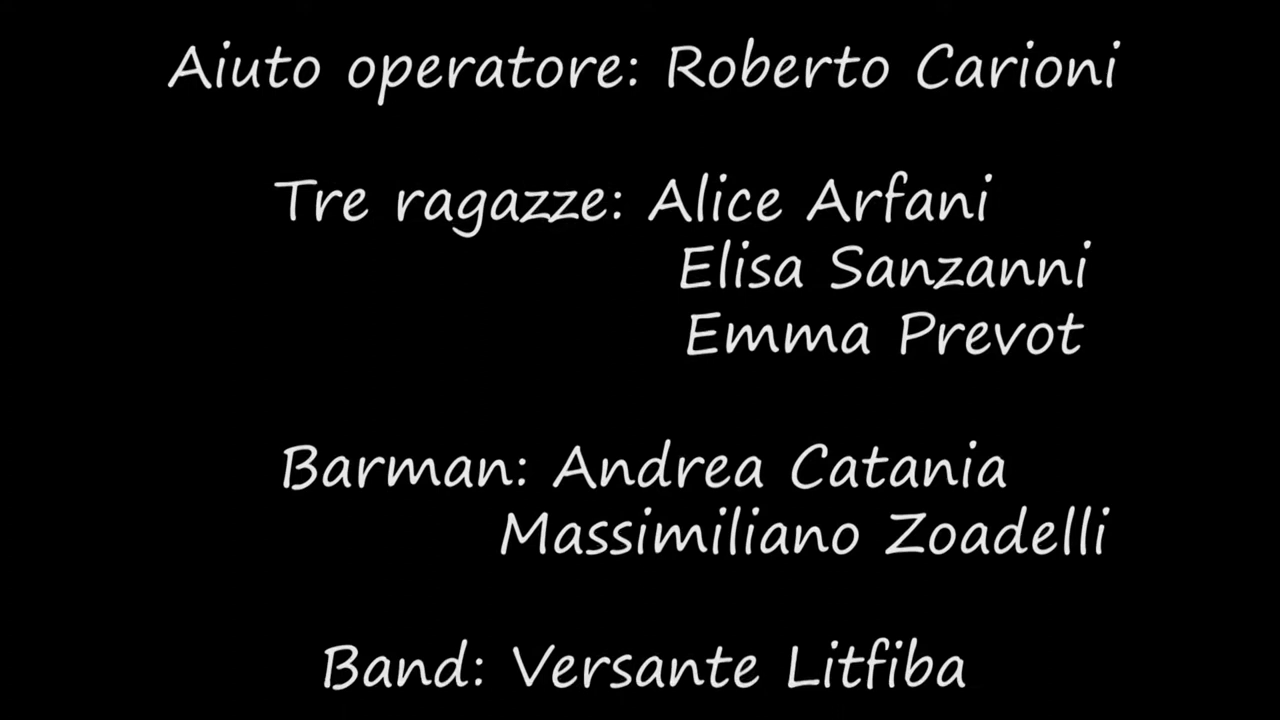 Aiuto operatore: Roberto Carioni
Tre ragazze: Alice Arfani
Elisa Sanzanni
Emma Prevot
Barman: Andrea Catania
Massimiliano Zoadelli
Band: Versante Litfiba